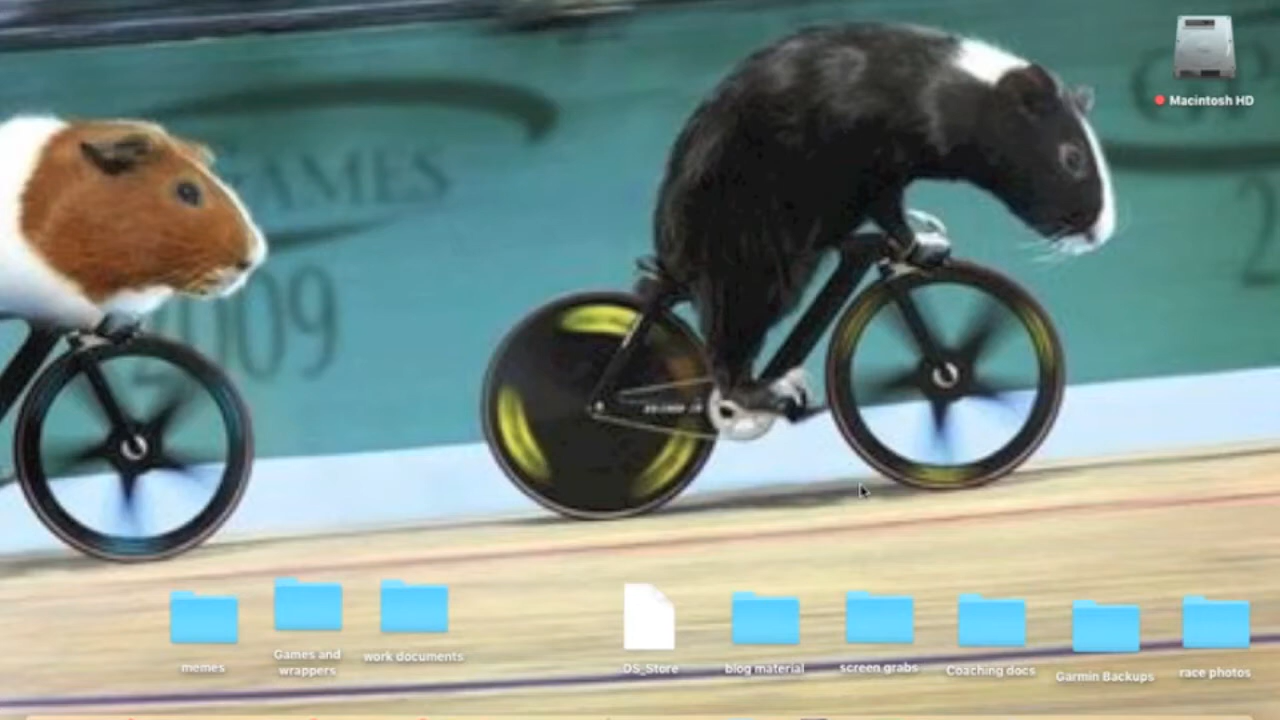 Macintosh HD
GAMES
2009
memes
Games and
wrappers
work documents
DS_Store
blog material
screen grabs
Coaching docs
Garmin Backups
race photos